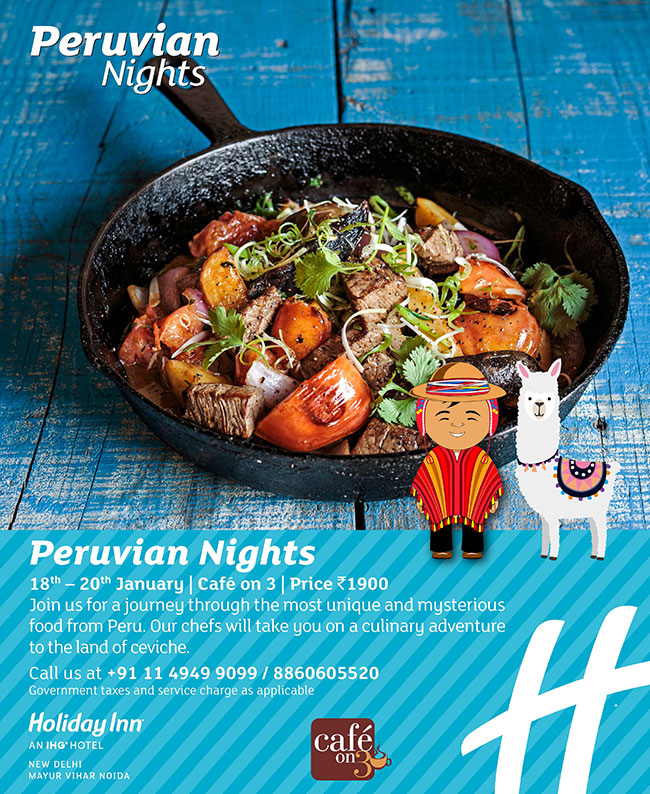 Peruvian
Nights
Peruvian Nights
18th – 20th January | Café on 3 | Price ₹1900
Join us for a journey through the most unique and mysterious
food from Peru. Our chefs will take you on a culinary adventure
to the land of ceviche.
Call us at +91 11 4949 9099 / 8860605520
Government taxes and service charge as applicable
Holiday Inn
AN IHG® HOTEL
NEW DELHI
MAYUR VIHAR NOIDA
café
on 3
H